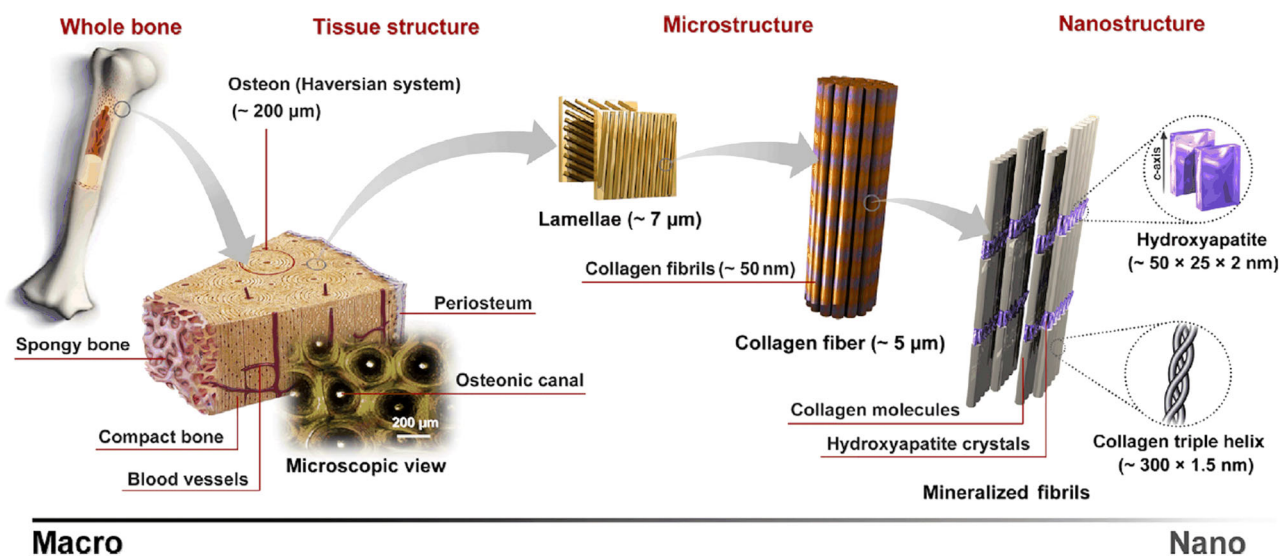 Whole bone
Tissue structure
Microstructure
Nanostructure
Osteon (Haversian system)
(~ 200 μm)
c-axis
Lamellae (~ 7 μm)
Hydroxyapatite
(~ 50 × 25 × 2 nm)
Collagen fibrils (~ 50 nm)
Periosteum
Spongy bone
Collagen fiber (~ 5 μm)
Osteonic canal
200 μm
Collagen molecules
Compact bone
Hydroxyapatite crystals
Collagen triple helix
(~ 300 × 1.5 nm)
Microscopic view
Blood vessels
Mineralized fibrils
Macro
Nano